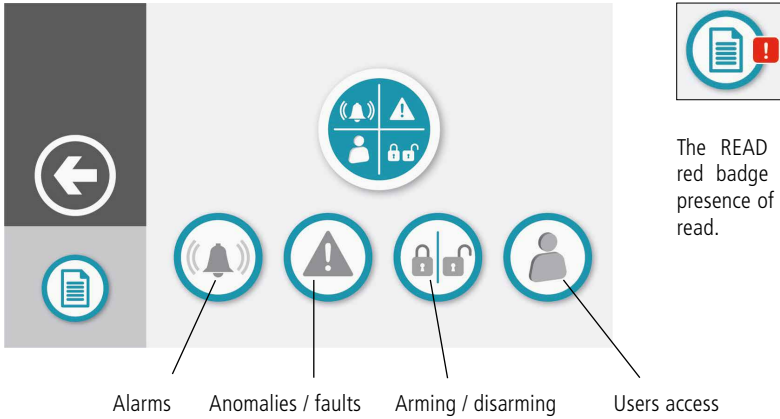 !
The READ
red badge
presence of
read.
Alarms
Anomalies / faults
Arming / disarming
Users access